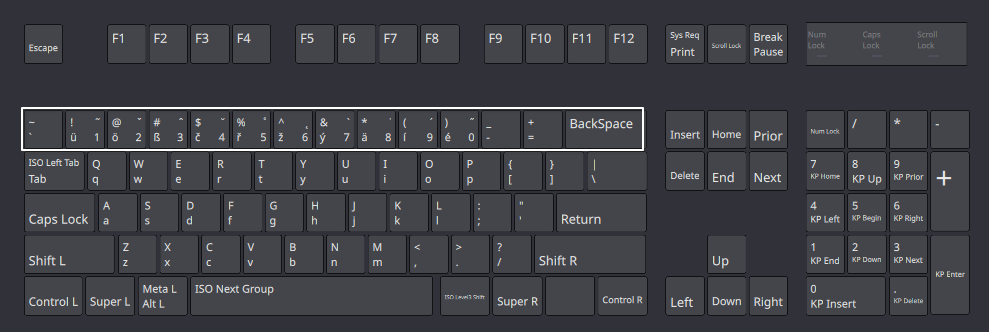 Escape F1 F2 F3 F4 F5 F6 F7 F8 F9 F10 F11 F12
Sys Req
Print
Scroll Lock
Break
Pause
Num
Lock
Caps
Lock
Scroll
Lock
~
`
! ˜
ü 1
@ ˇ
ö 2
# ^
ß 3
$ ˘
č 4
% °
ř 5
^ ˛
ž 6
& `
ý 7
* ˙
ä 8
( ´
í 9
) ˝
é 0
_
-
+
=
BackSpace
Insert Home Prior
Num Lock / * -
ISO Left Tab
Tab
Q
q
W
w
E
e
R
r
T
t
Y
y
U
u
I
i
O
o
P
p
{
[
}
]
|
\
Delete End Next
7
KP Home
8
KP Up
9
KP Prior
+
Caps Lock
A
a
S
s
D
d
F
f
G
g
H
h
J
j
K
k
L
l
:
;
"
'
Return
4
KP Left
5
KP Begin
6
KP Right
Shift L
Z
z
X
x
C
c
V
v
B
b
N
n
M
m
<
,
>
.
?
/
Shift R
Up
1
KP End
2
KP Down
3
KP Next
KP Enter
Control L Super L
Meta L
Alt L
ISO Next Group
ISO Level3 Shift
Super R Control R
Left Down Right
0
KP Insert
.
KP Delete